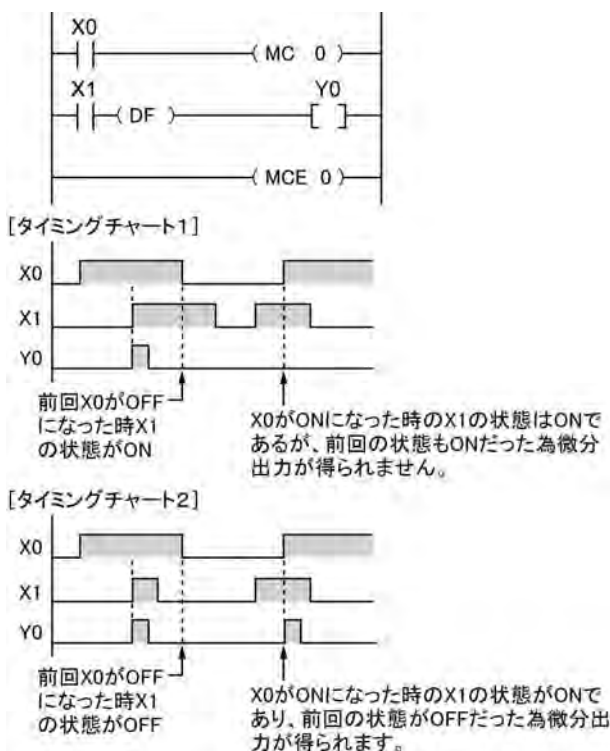 X0
( MC 0 )
X1
Y0
( DF )
[ ]
( MCE 0 )
[タイミングチャート1]
X0
X1
Y0
前回X0がOFF
になった時X1
の状態がON
X0がONになった時のX1の状態はONで
あるが、前回の状態もONだった為微分
出力が得られません。
[タイミングチャート2]
X0
X1
Y0
前回X0がOFF
になった時X1
の状態がOFF
X0がONになった時のX1の状態がONで
あり、前回の状態がOFFだった為微分出
力が得られます。